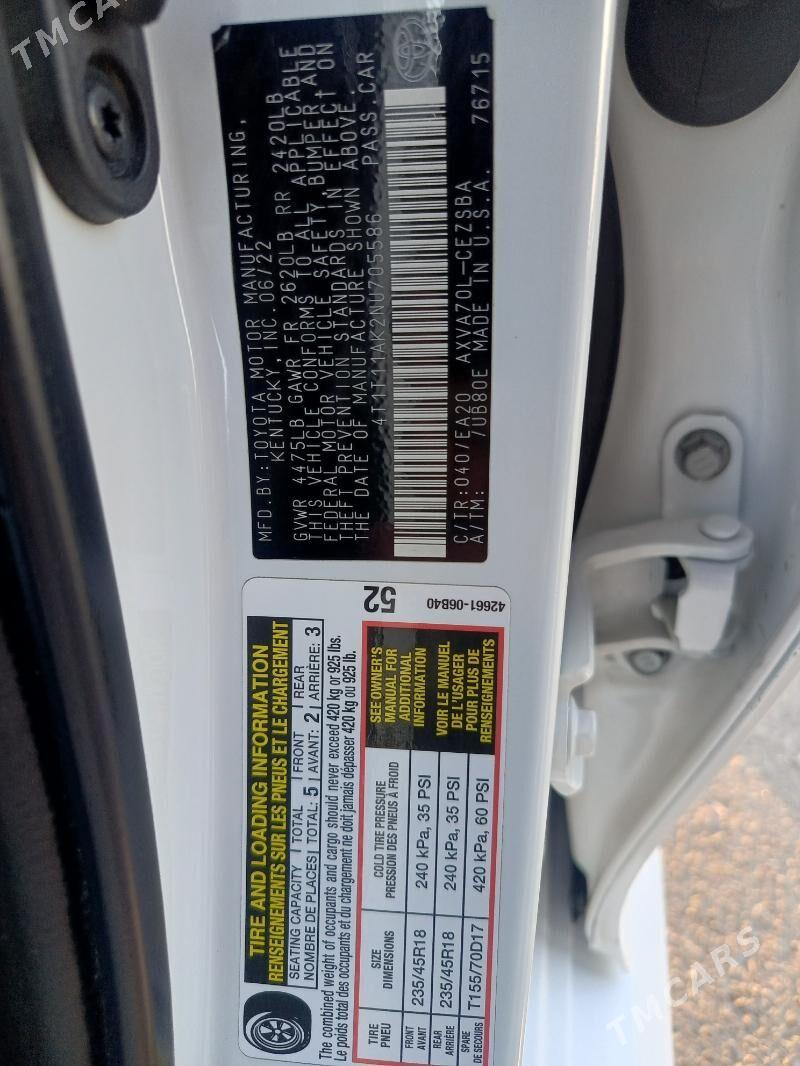 MFD.BY:TOYOTA MOTOR MANUFACTURING,
KENTUCKY, INC. 06/22
GVWR 4475LB GAWR FR 2620LB RR 2420LB
THIS VEHICLE CONFORMS TO ALL APPLICABLE
FEDERAL MOTOR VEHICLE SAFETY, BUMPER AND
THEFT PREVENTION STANDARDS IN EFFECT ON
THE DATE OF MANUFACTURE SHOWN ABOVE.
4T1T11AK2NU705586 PASS.CAR
C/TR:040/EA20 AXVA70L-CEZSBA
A/TM: /UB80E MADE IN U.S.A. 76715
TIRE AND LOADING INFORMATION
RENSEIGNEMENTS SUR LES PNEUS ET LE CHARGEMENT
SEATING CAPACITY | TOTAL | FRONT | REAR
NOMBRE DE PLACES | TOTAL: 5 | AVANT: 2 | ARRIÈRE: 3
The combined weight of occupants and cargo should never exceed 420 kg or 925 lbs.
Le poids total des occupants et du chargement ne doit jamais dépasser 420 kg ou 925 lb.
TIRE
PNEU
SIZE
DIMENSIONS
COLD TIRE PRESSURE
PRESSION DES PNEUS À FROID
FRONT
AVANT
235/45R18
240 kPa, 35 PSI
REAR
ARRIÈRE
235/45R18
240 kPa, 35 PSI
SPARE
DE SECOURS
T155/70D17
420 kPa, 60 PSI
SEE OWNER'S
MANUAL FOR
ADDITIONAL
INFORMATION
VOIR LE MANUEL
DE L'USAGER
POUR PLUS DE
RENSEIGNEMENTS
52
42661-06B40
TMCARS
TMCARS